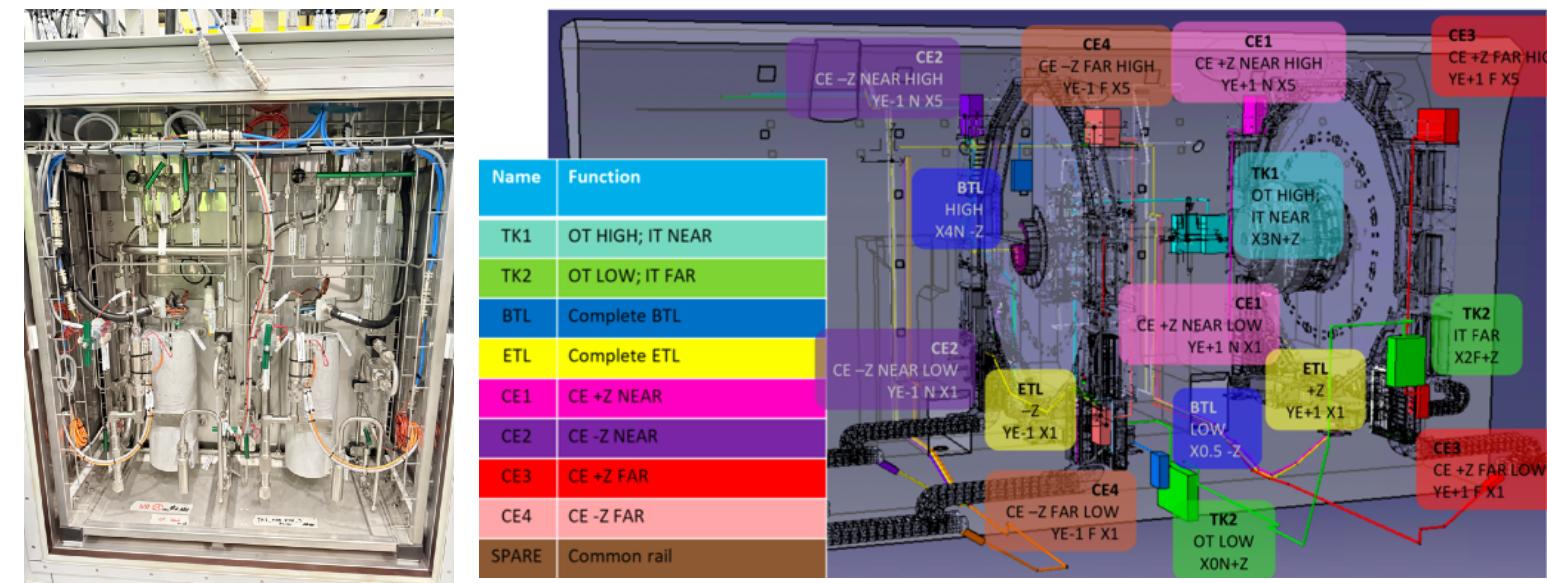 Name Function
TK1 OT HIGH; IT NEAR
TK2 OT LOW; IT FAR
BTL Complete BTL
ETL Complete ETL
CE1 CE +Z NEAR
CE2 CE -Z NEAR
CE3 CE +Z FAR
CE4 CE -Z FAR
SPARE Common rail
CE2
CE –Z NEAR HIGH
YE-1 N X5
CE4
CE –Z FAR HIGH
YE-1 F X5
CE1
CE +Z NEAR HIGH
YE+1 N X5
CE3
CE +Z FAR HIG
YE+1 F X5
BTL
HIGH
X4N -Z
TK1
OT HIGH;
IT NEAR
X3N+Z
CE1
CE +Z NEAR LOW
YE+1 N X1
TK2
IT FAR
X2F+Z
CE2
CE –Z NEAR LOW
YE-1 N X1
ETL
–Z
YE-1 X1
ETL
+Z
YE+1 X1
BTL
LOW
X0.5 -Z
CE3
CE +Z FAR LOW
YE+1 F X1
CE4
CE –Z FAR LOW
YE-1 F X1
TK2
OT LOW
X0N+Z